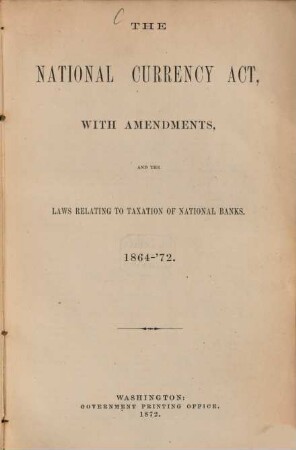 C
THE
NATIONAL CURRENCY ACT,
WITH AMENDMENTS,
AND THE
LAWS RELATING TO TAXATION OF NATIONAL BANKS.
1864-'72.
WASHINGTON:
GOVERNMENT PRINTING OFFICE.
1872.